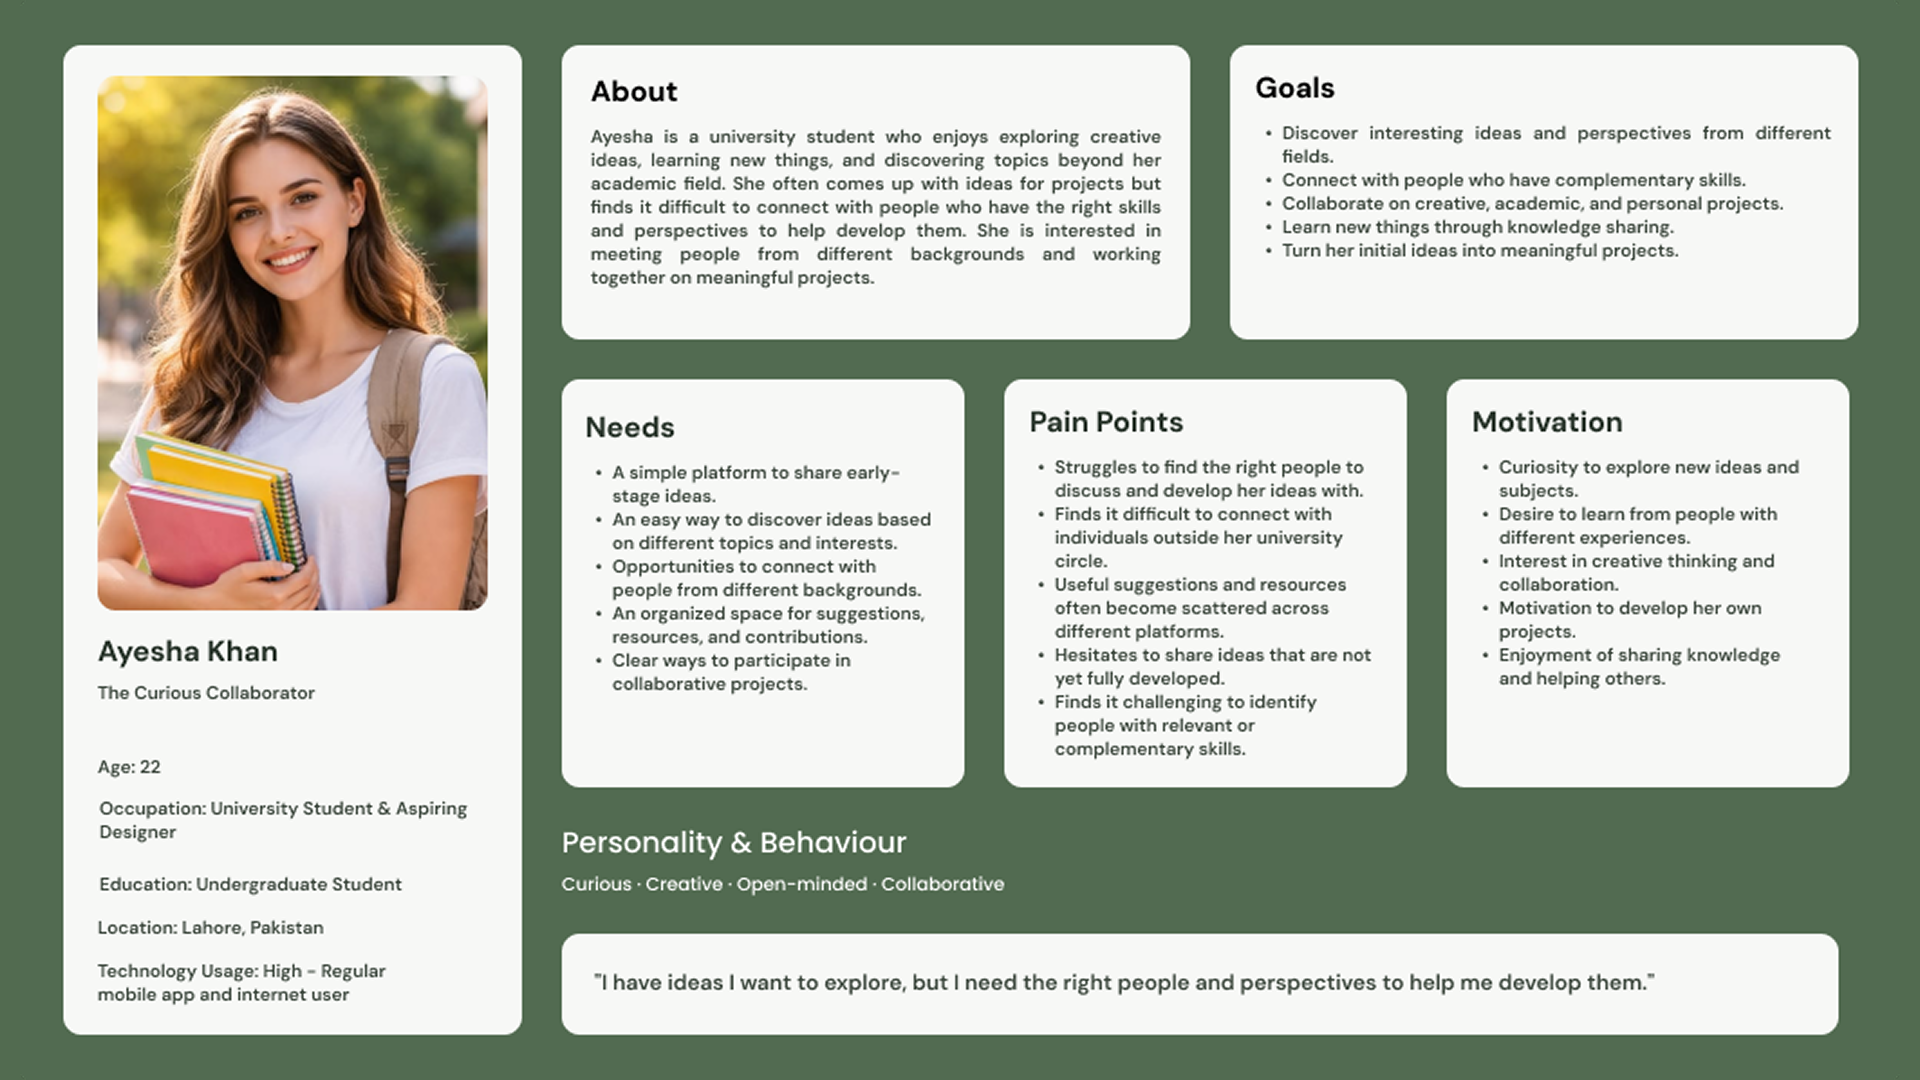 Ayesha Khan
The Curious Collaborator
Age: 22
Occupation: University Student & Aspiring
Designer
Education: Undergraduate Student
Location: Lahore, Pakistan
Technology Usage: High - Regular
mobile app and internet user
About
Ayesha is a university student who enjoys exploring creative
ideas, learning new things, and discovering topics beyond her
academic field. She often comes up with ideas for projects but
finds it difficult to connect with people who have the right skills
and perspectives to help develop them. She is interested in
meeting people from different backgrounds and working
together on meaningful projects.
Goals
• Discover interesting ideas and perspectives from different
fields.
• Connect with people who have complementary skills.
• Collaborate on creative, academic, and personal projects.
• Learn new things through knowledge sharing.
• Turn her initial ideas into meaningful projects.
Needs
• A simple platform to share early-
stage ideas.
• An easy way to discover ideas based
on different topics and interests.
• Opportunities to connect with
people from different backgrounds.
• An organized space for suggestions,
resources, and contributions.
• Clear ways to participate in
collaborative projects.
Pain Points
• Struggles to find the right people to
discuss and develop her ideas with.
• Finds it difficult to connect with
individuals outside her university
circle.
• Useful suggestions and resources
often become scattered across
different platforms.
• Hesitates to share ideas that are not
yet fully developed.
• Finds it challenging to identify
people with relevant or
complementary skills.
Motivation
• Curiosity to explore new ideas and
subjects.
• Desire to learn from people with
different experiences.
• Interest in creative thinking and
collaboration.
• Motivation to develop her own
projects.
• Enjoyment of sharing knowledge
and helping others.
Personality & Behaviour
Curious · Creative · Open-minded · Collaborative
"I have ideas I want to explore, but I need the right people and perspectives to help me develop them."